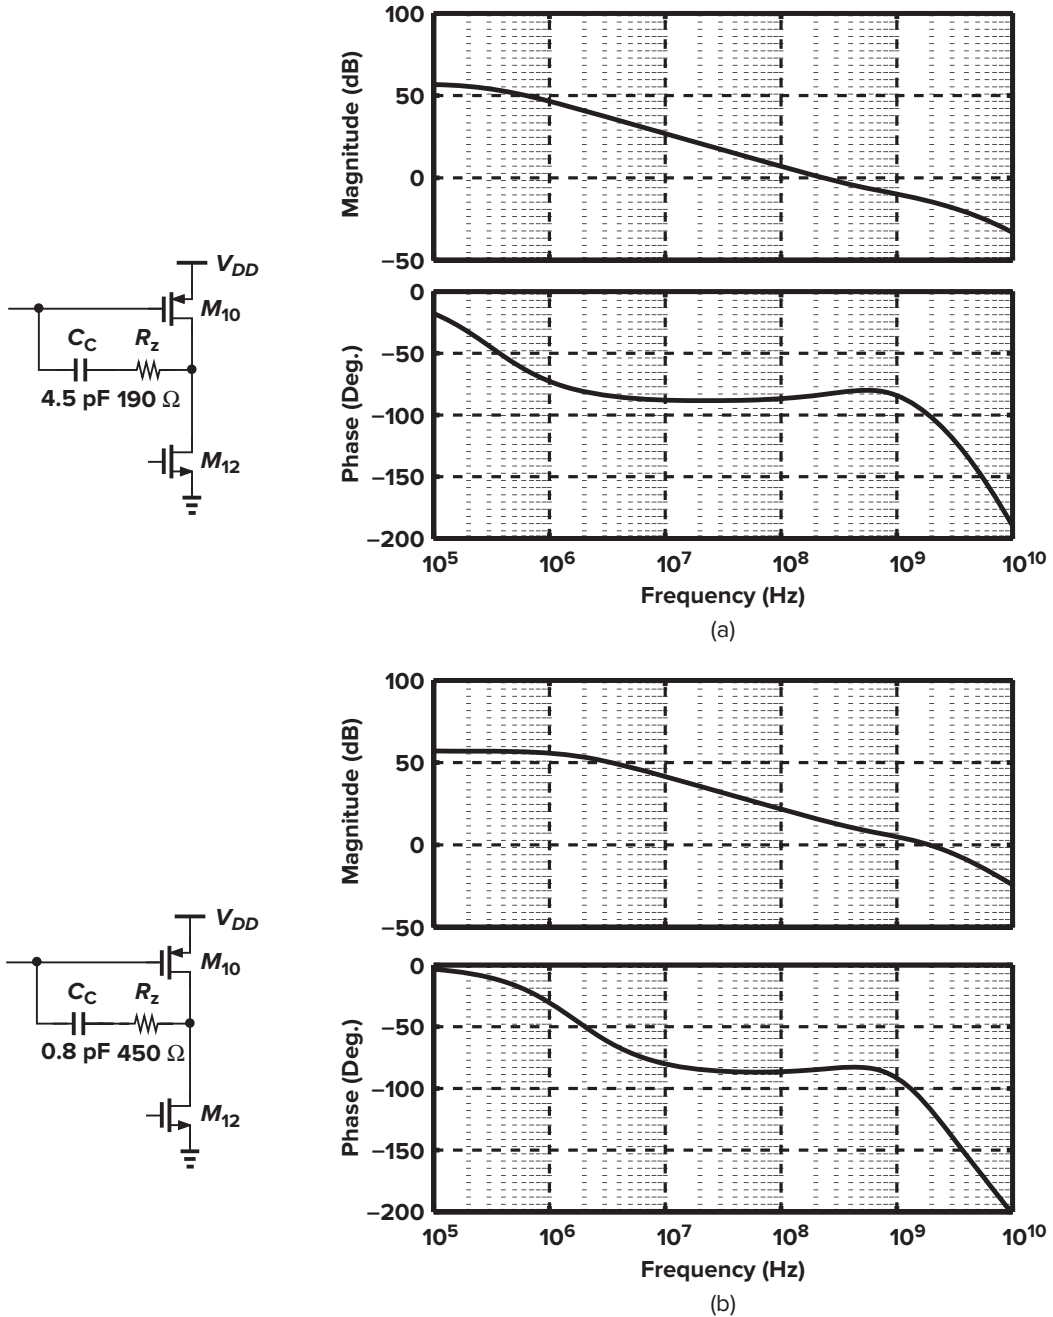 100
50
0
−50
Magnitude (dB)
V_DD
M_10
C_C R_z
4.5 pF 190 Ω
M_12
0
−50
−100
−150
−200
Phase (Deg.)
10^5 10^6 10^7 10^8 10^9 10^10
Frequency (Hz)
(a)
100
50
0
−50
Magnitude (dB)
V_DD
M_10
C_C R_z
0.8 pF 450 Ω
M_12
0
−50
−100
−150
−200
Phase (Deg.)
10^5 10^6 10^7 10^8 10^9 10^10
Frequency (Hz)
(b)